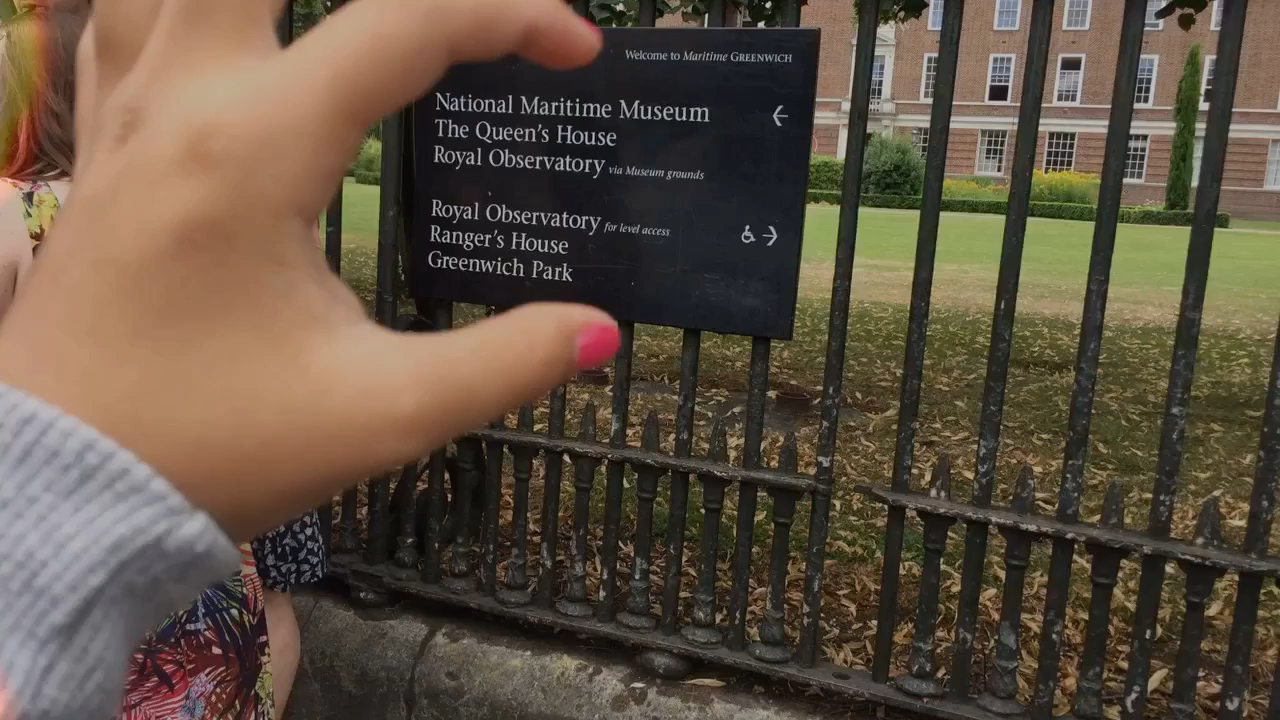 Welcome to Maritime GREENWICH
National Maritime Museum ←
The Queen's House
Royal Observatory via Museum grounds
Royal Observatory for level access ♿ →
Ranger's House
Greenwich Park